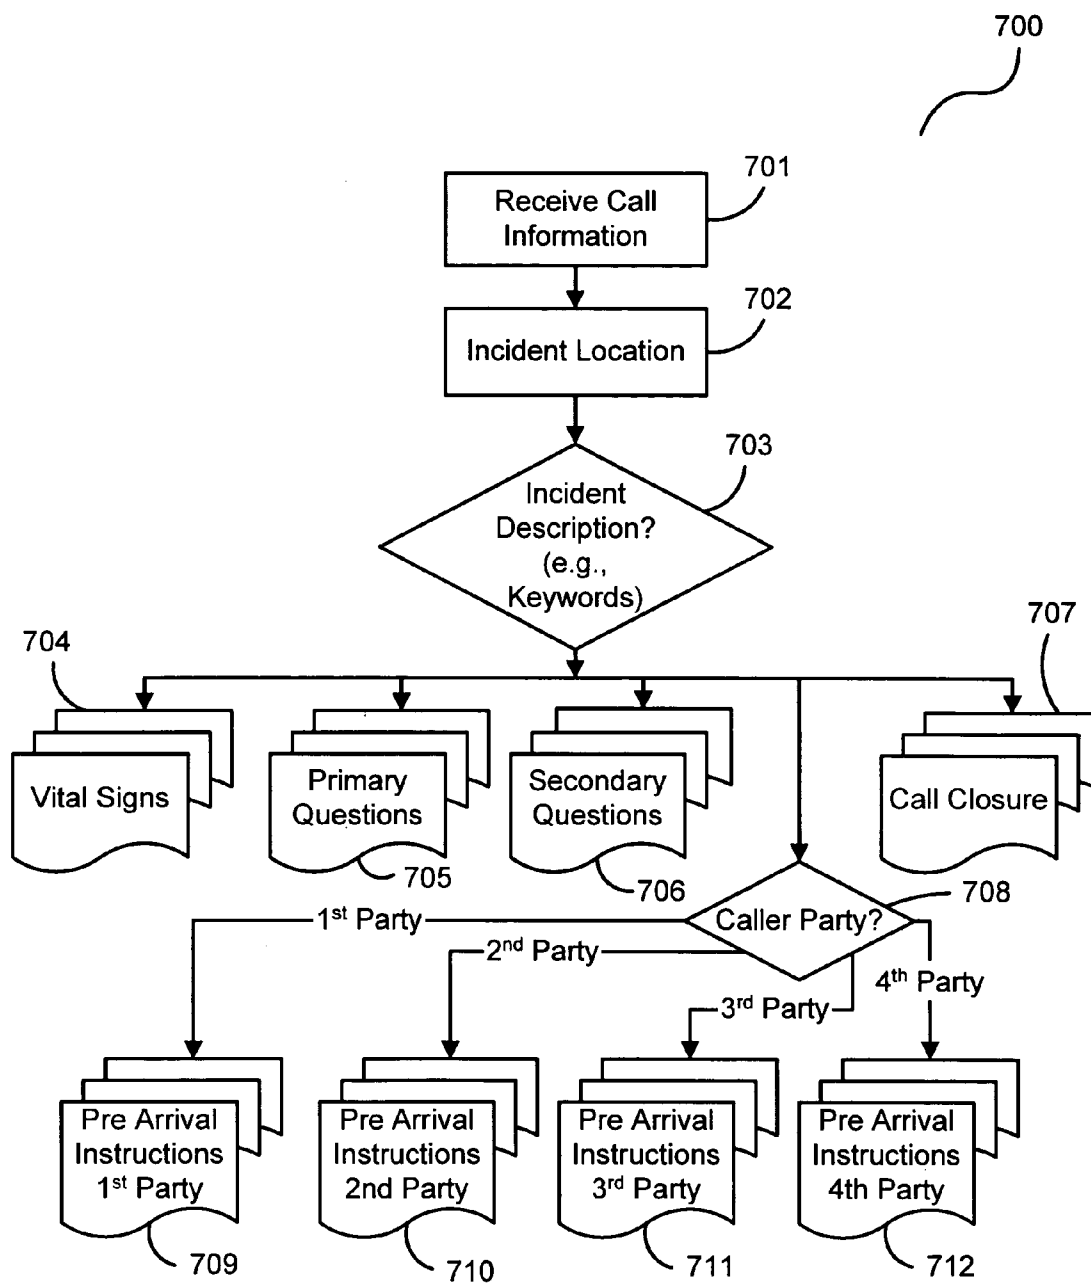 700
701
Receive Call
Information
702
Incident Location
703
Incident
Description?
(e.g.,
Keywords)
704
707
Vital Signs
Primary
Questions
Secondary
Questions
Call Closure
705
706
708
Caller Party?
1st Party
2nd Party
3rd Party
4th Party
Pre Arrival
Instructions
1st Party
Pre Arrival
Instructions
2nd Party
Pre Arrival
Instructions
3rd Party
Pre Arrival
Instructions
4th Party
709
710
711
712